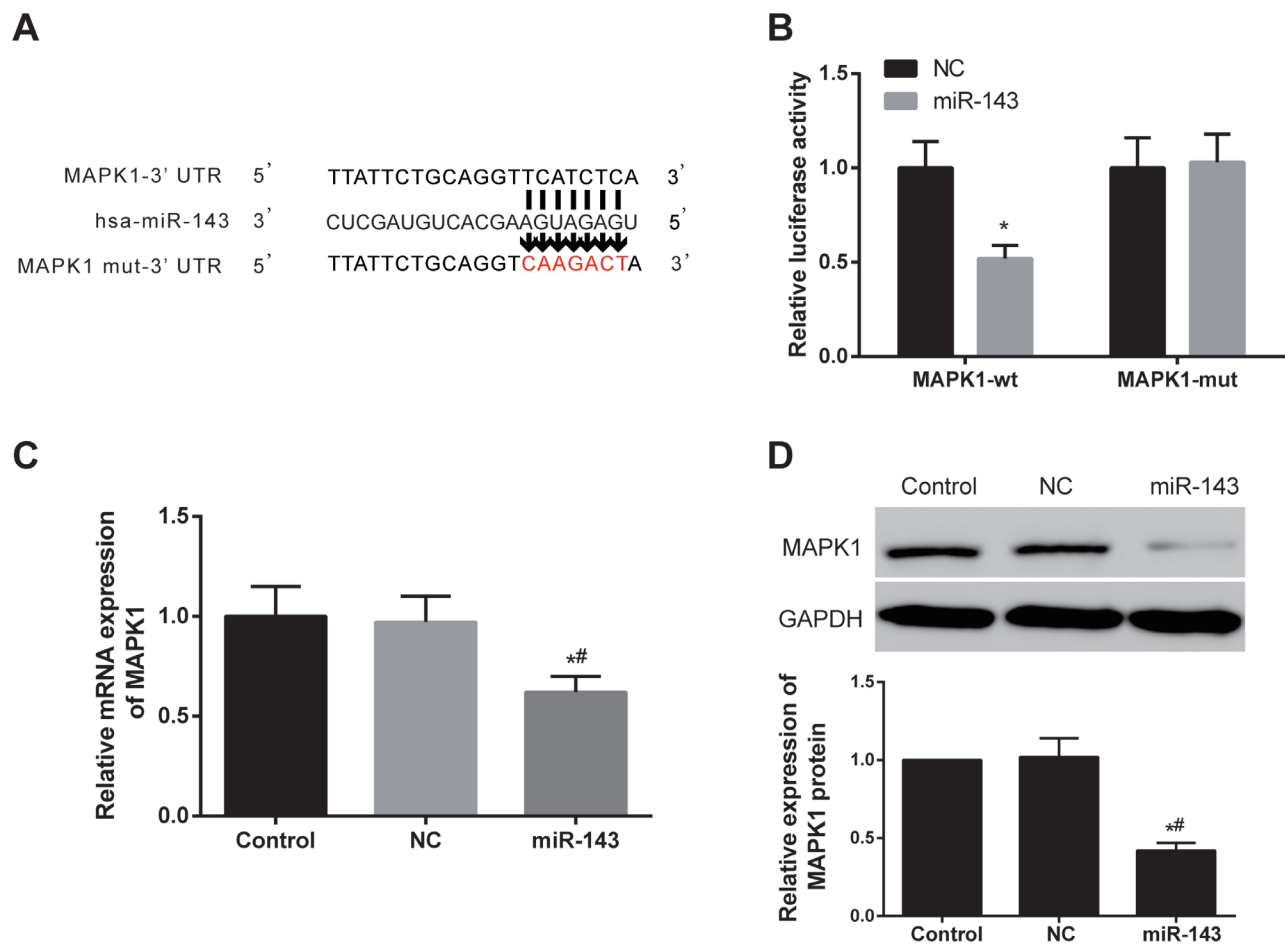 A
MAPK1-3' UTR 5' TTATTCTGCAGGTTCATCTCA 3'
hsa-miR-143 3' CUCGAUGUCACGAAGUAGAGU 5'
MAPK1 mut-3' UTR 5' TTATTCTGCAGGTCAAGACTA 3'
B
NC
miR-143
Relative luciferase activity
1.5
1.0
0.5
0.0
*
MAPK1-wt MAPK1-mut
C
Relative mRNA expression
of MAPK1
1.5
1.0
0.5
0.0
*#
Control NC miR-143
D
Control NC miR-143
MAPK1
GAPDH
Relative expression of
MAPK1 protein
1.5
1.0
0.5
0.0
*#
Control NC miR-143